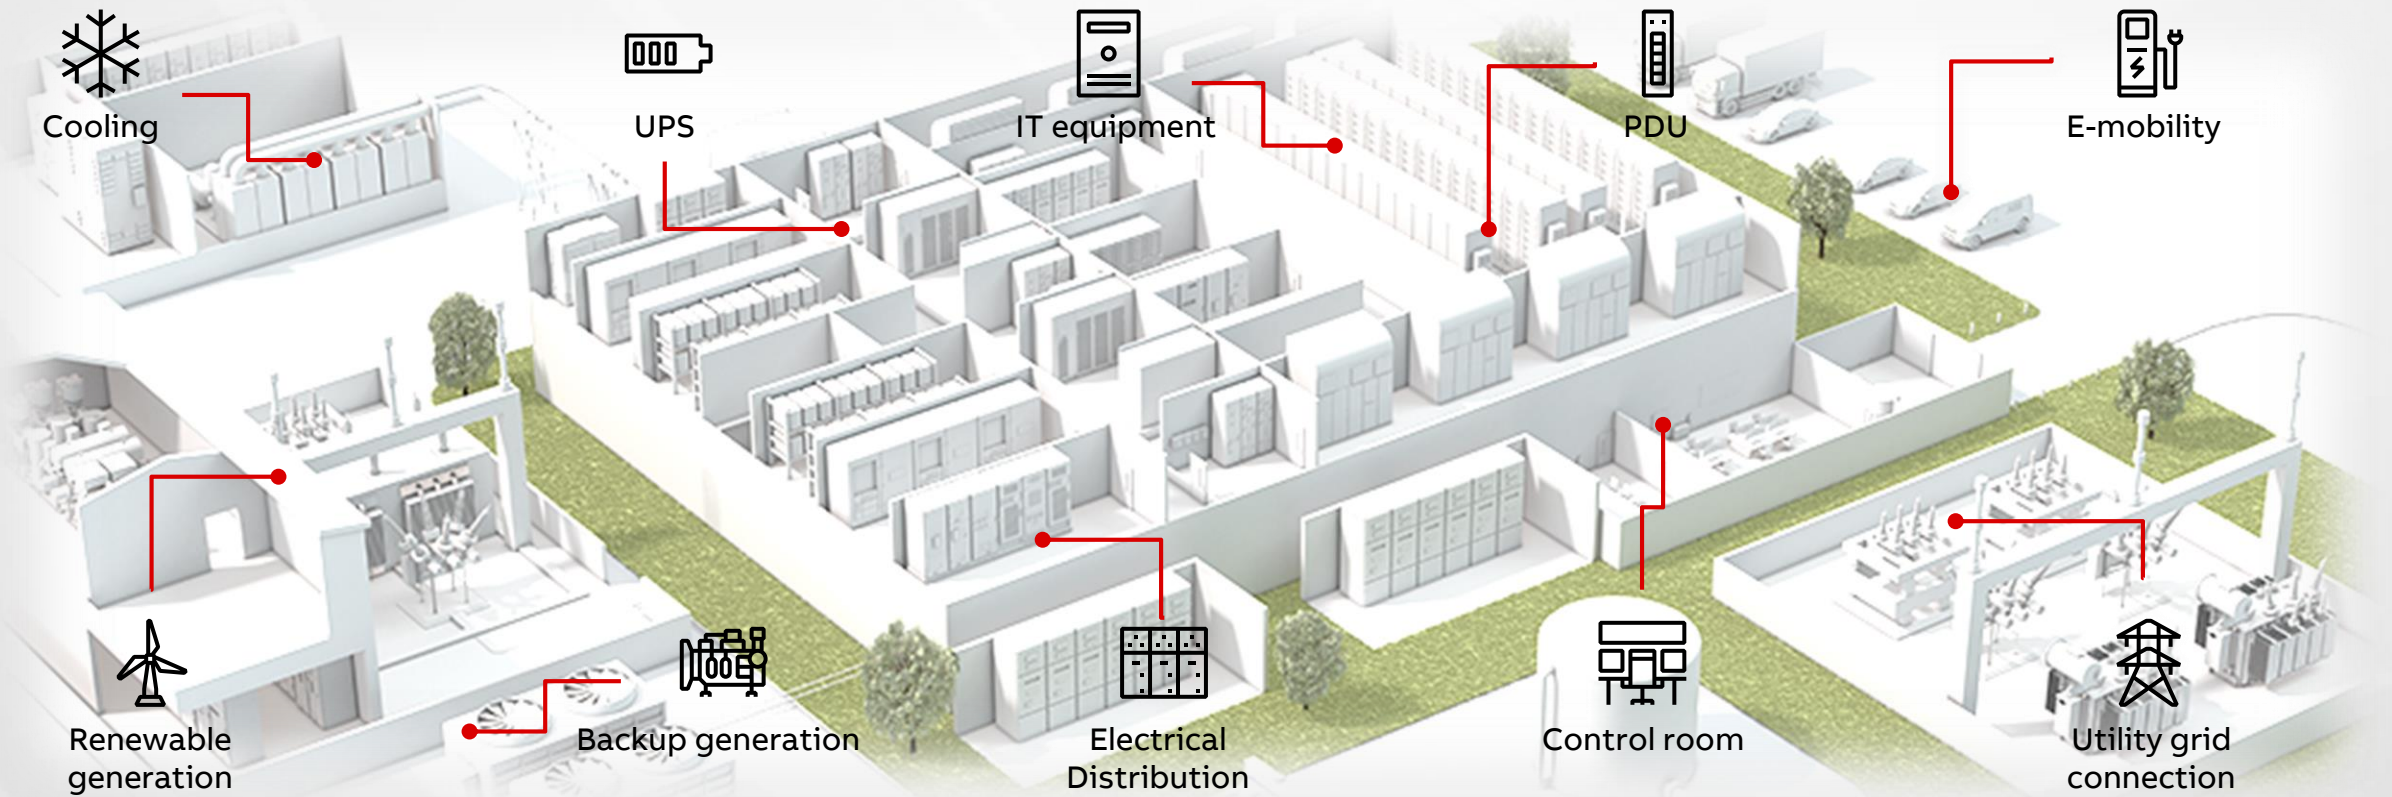 Cooling
UPS
IT equipment
PDU
E-mobility
Renewable
generation
Backup generation
Electrical
Distribution
Control room
Utility grid
connection